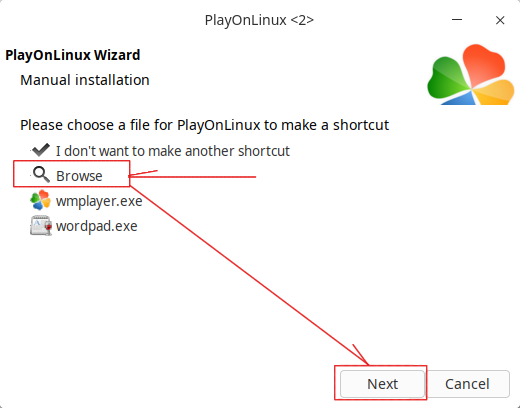 PlayOnLinux <2>
PlayOnLinux Wizard
Manual installation
Please choose a file for PlayOnLinux to make a shortcut
I don't want to make another shortcut
Browse
wmplayer.exe
wordpad.exe
Next Cancel